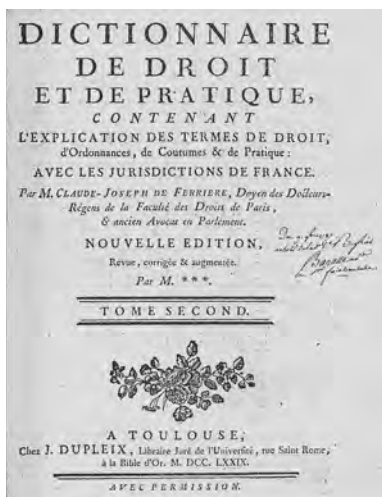 DICTIONNAIRE
DE DROIT
ET DE PRATIQUE,
CONTENANT
L'EXPLICATION DES TERMES DE DROIT,
d'Ordonnances, de Coutumes & de Pratique :
AVEC LES JURISDICTIONS DE FRANCE.
Par M. CLAUDE-JOSEPH DE FERRIERE, Doyen des Docteurs-
Régens de la Faculté des Droits de Paris,
& ancien Avocat en Parlement.
NOUVELLE EDITION,
Revue, corrigée & augmentée.
Par M. * * *.
TOME SECOND.
A TOULOUSE,
Chez J. DUPLEIX, Libraire Juré de l'Université, rue Saint Rome,
à la Bible d'Or. M. DCC. LXXIX.
AVEC PERMISSION.